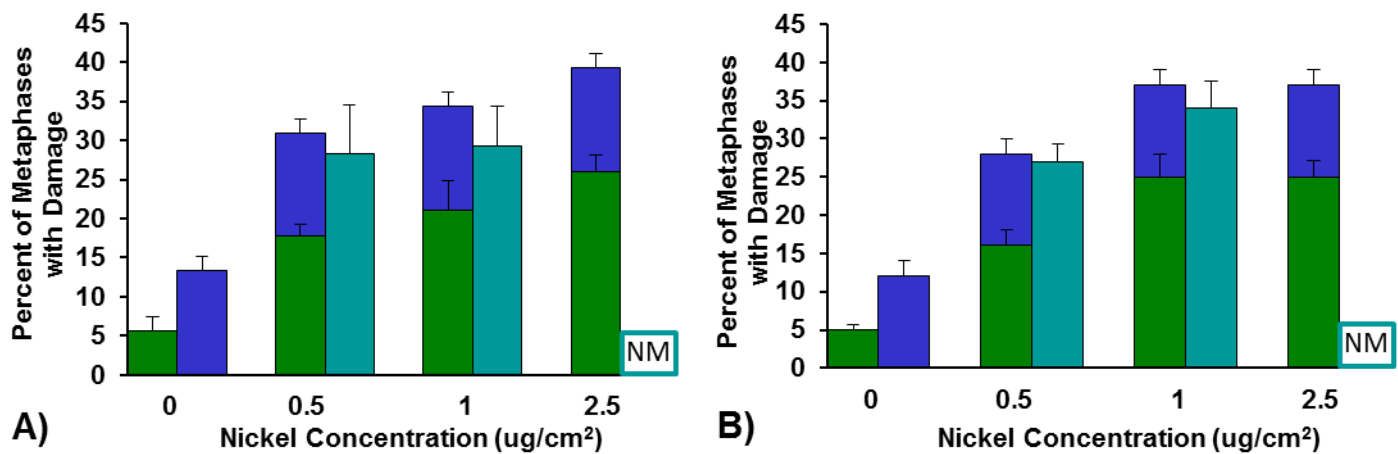 Percent of Metaphases
with Damage
45
40
35
30
25
20
15
10
5
0
NM
0
0.5
1
2.5
A)
Nickel Concentration (ug/cm²)
Percent of Metaphases
with Damage
45
40
35
30
25
20
15
10
5
0
NM
0
0.5
1
2.5
B)
Nickel Concentration (ug/cm²)